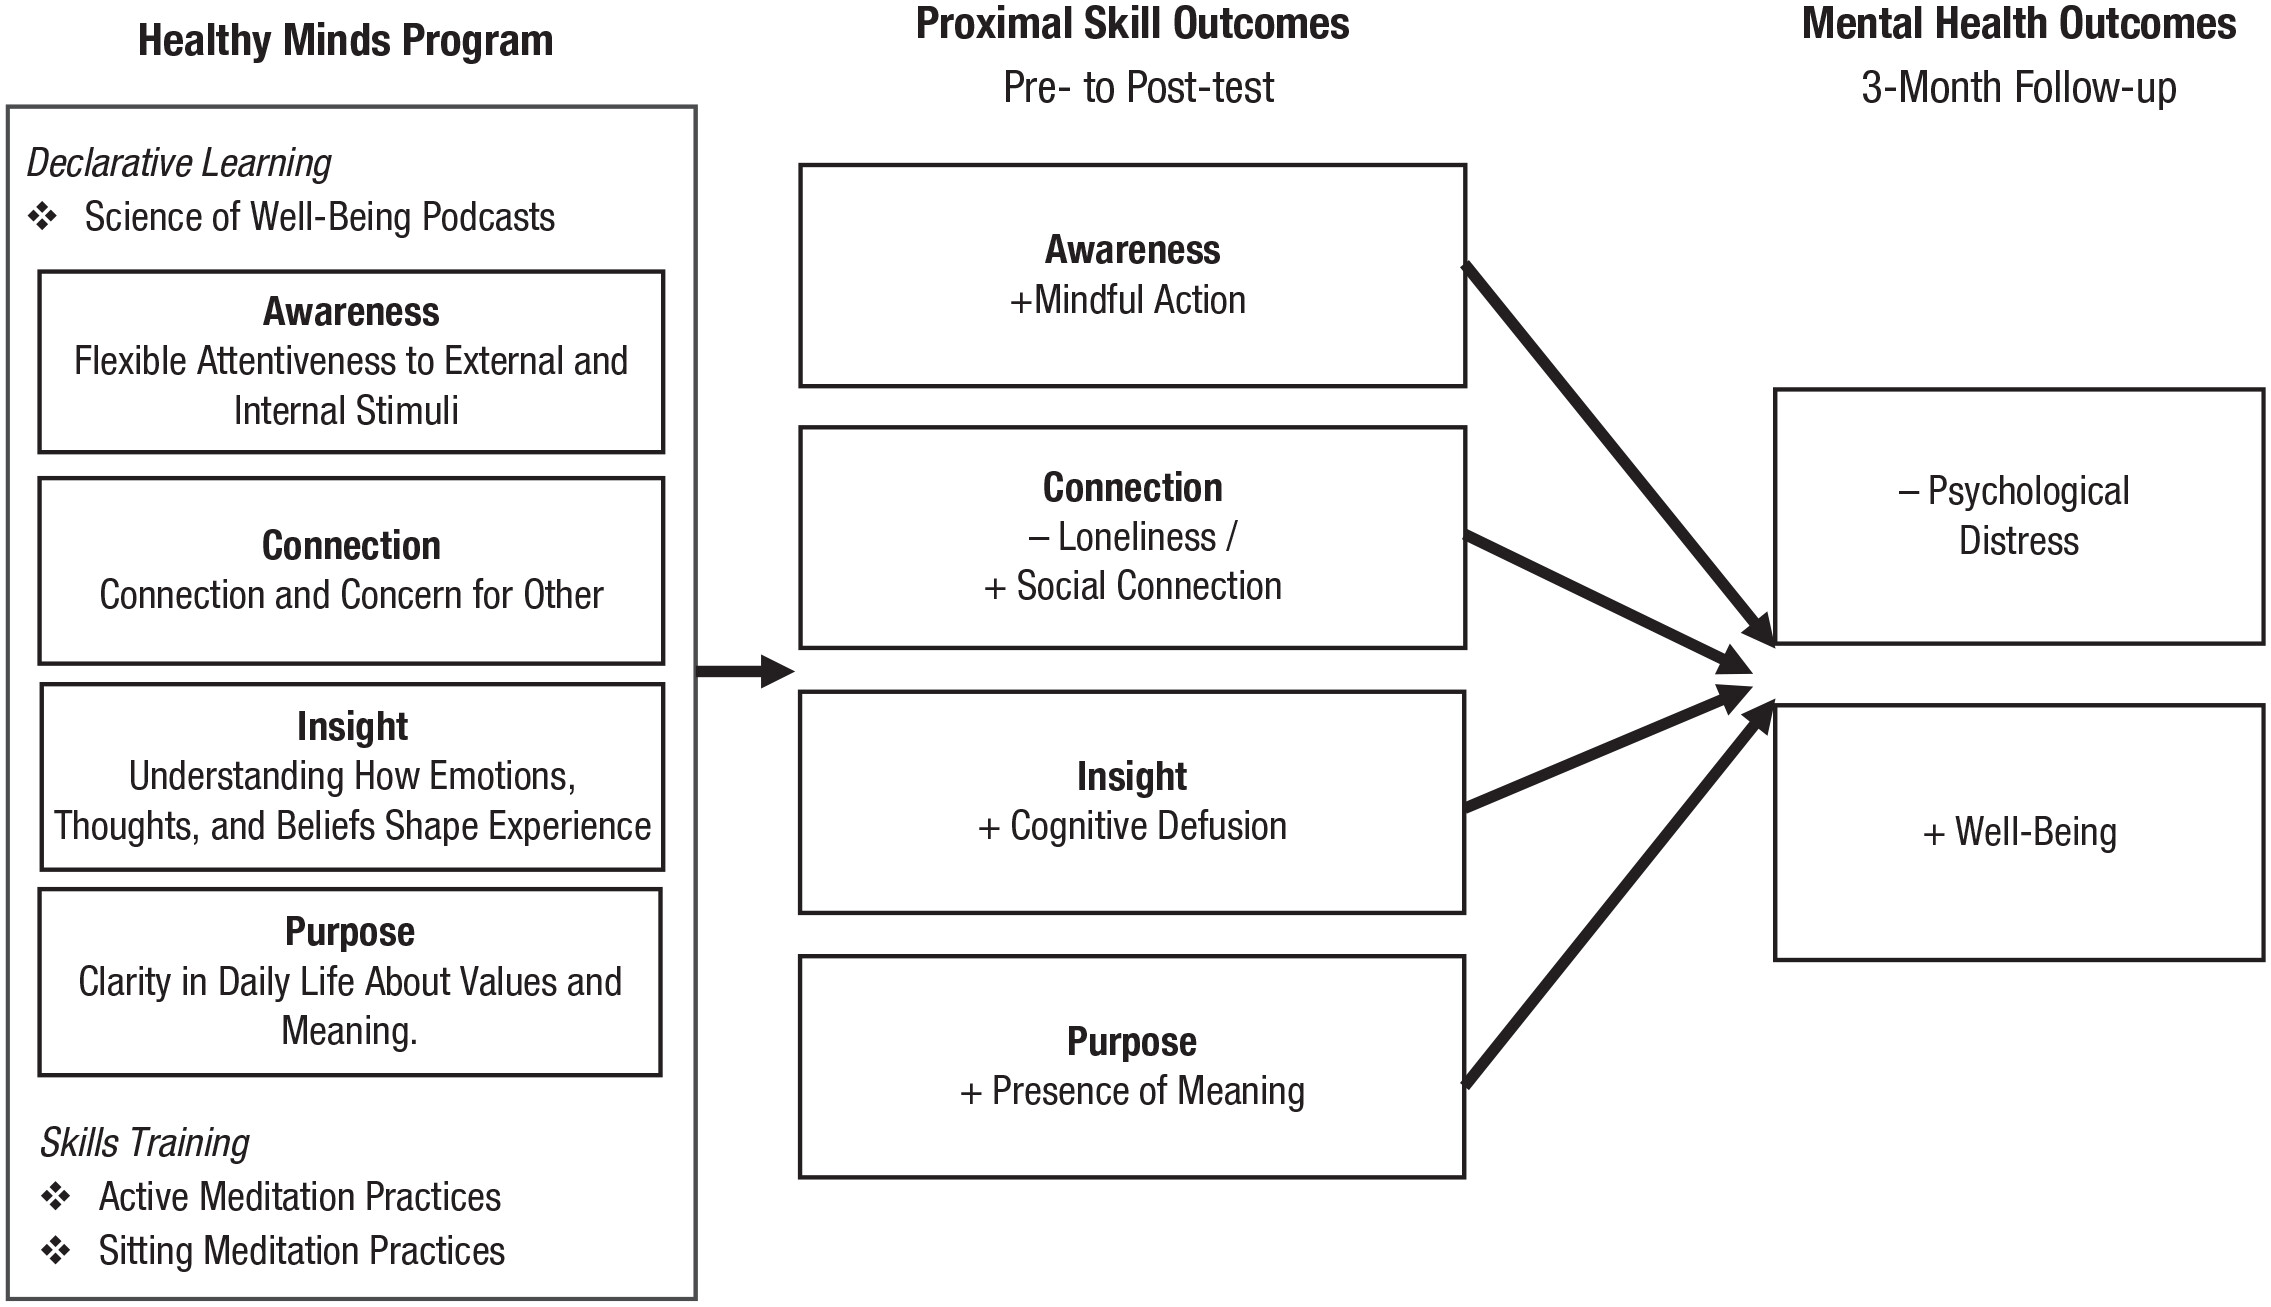 Healthy Minds Program
Declarative Learning
❖ Science of Well-Being Podcasts
Awareness
Flexible Attentiveness to External and
Internal Stimuli
Connection
Connection and Concern for Other
Insight
Understanding How Emotions,
Thoughts, and Beliefs Shape Experience
Purpose
Clarity in Daily Life About Values and
Meaning.
Skills Training
❖ Active Meditation Practices
❖ Sitting Meditation Practices
Proximal Skill Outcomes
Pre- to Post-test
Awareness
+Mindful Action
Connection
– Loneliness /
+ Social Connection
Insight
+ Cognitive Defusion
Purpose
+ Presence of Meaning
Mental Health Outcomes
3-Month Follow-up
– Psychological
Distress
+ Well-Being